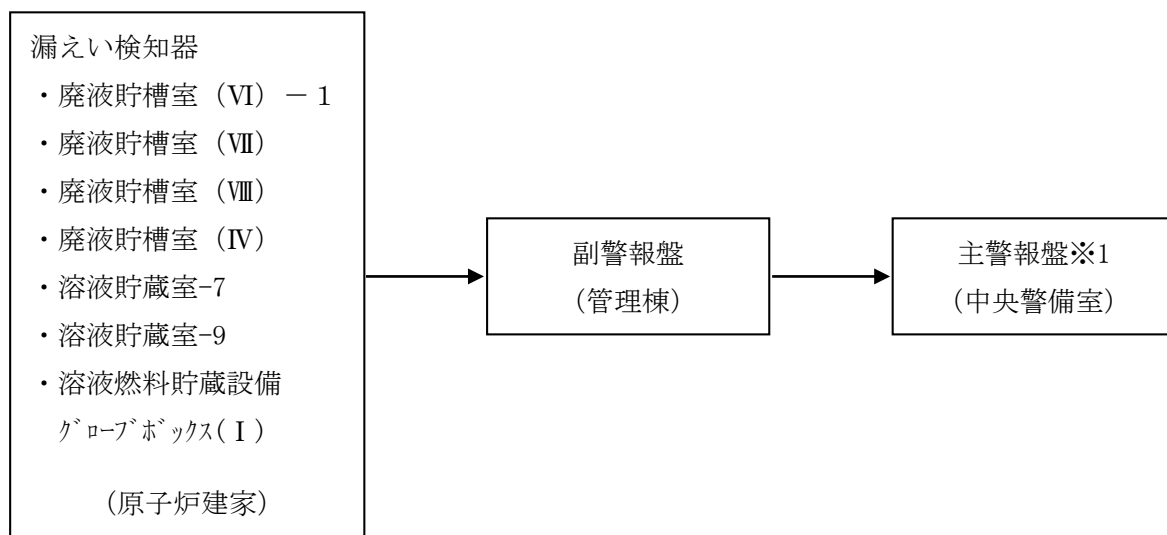 漏えい検知器
・廃液貯槽室（Ⅵ）－１
・廃液貯槽室（Ⅶ）
・廃液貯槽室（Ⅷ）
・廃液貯槽室（Ⅳ）
・溶液貯蔵室-7
・溶液貯蔵室-9
・溶液燃料貯蔵設備
ｸﾞﾛｰﾌﾞﾎﾞｯｸｽ(Ⅰ)
（原子炉建家）
副警報盤
（管理棟）
主警報盤※1
（中央警備室）